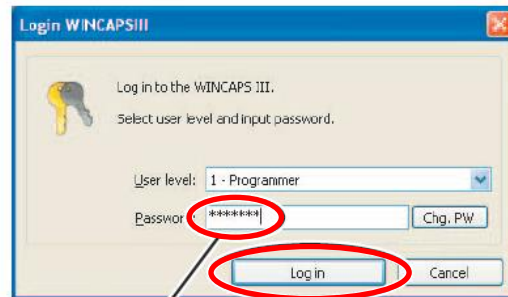 Login WINCAPSIII
Log in to the WINCAPS III.
Select user level and input password.
User level: 1 - Programmer
Password: *******
Chg. PW
Log in
Cancel